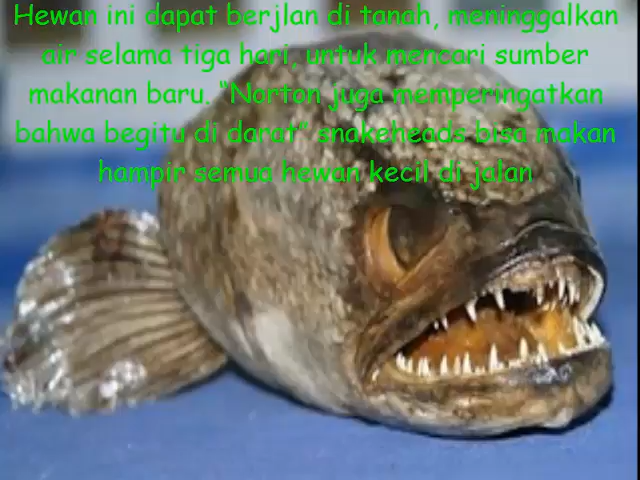 Hewan ini dapat berjlan di tanah, meninggalkan
air selama tiga hari, untuk mencari sumber
makanan baru. "Norton juga memperingatkan
bahwa begitu di darat" snakeheads bisa makan
hampir semua hewan kecil di jalan